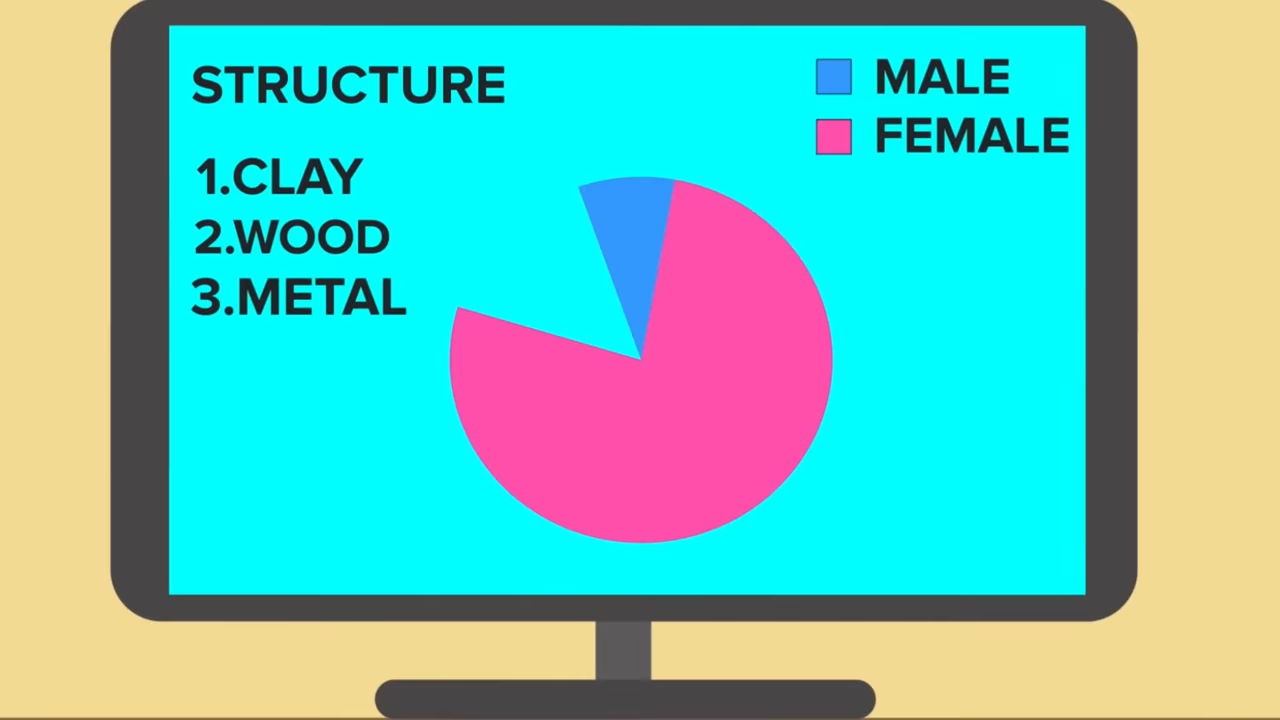 STRUCTURE
1.CLAY
2.WOOD
3.METAL
MALE
FEMALE